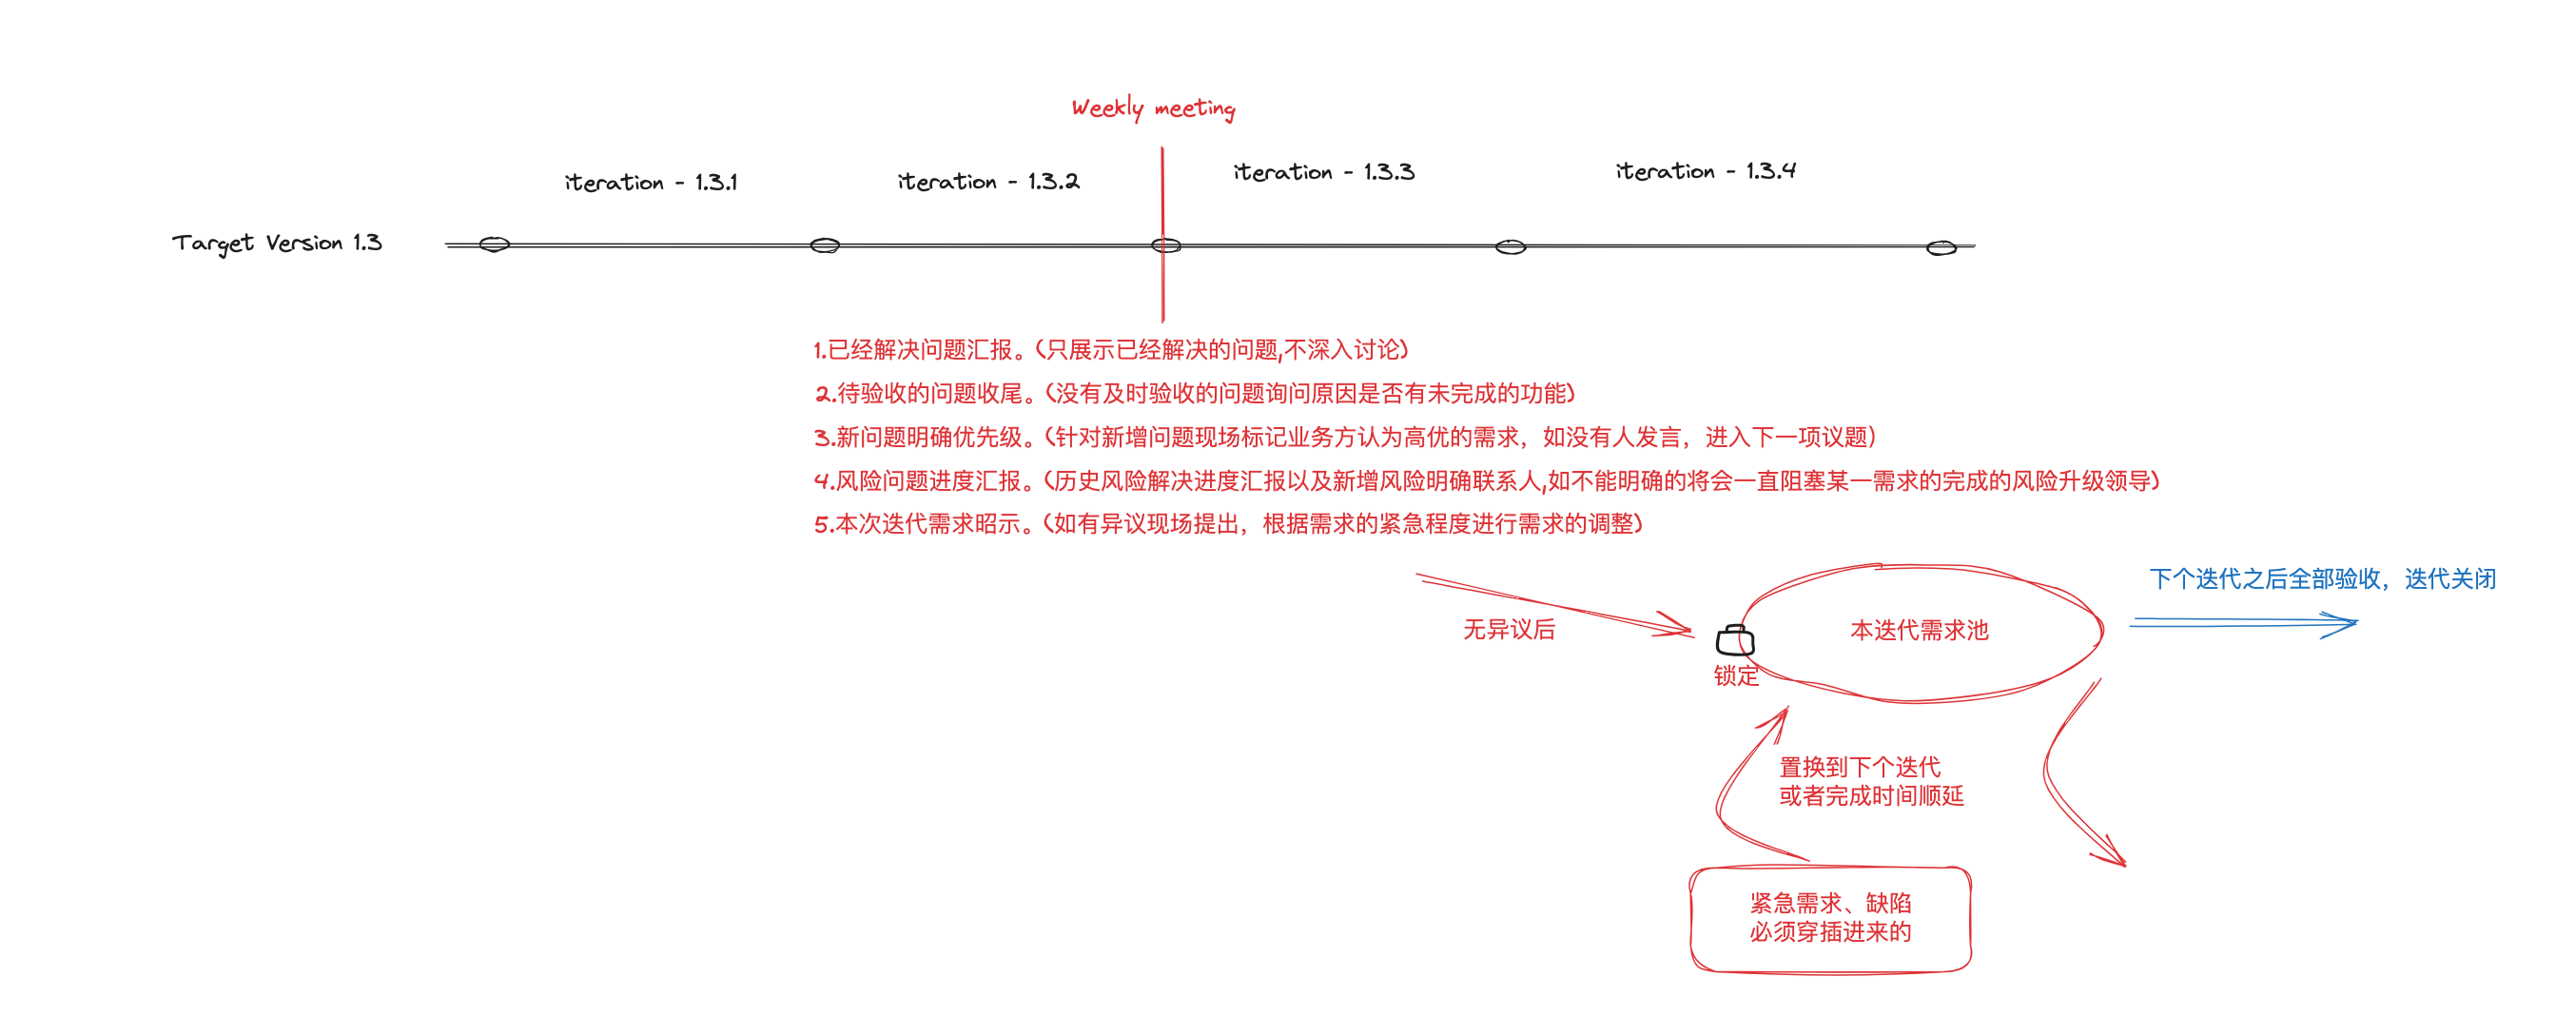 Weekly meeting
iteration - 1.3.1
iteration - 1.3.2
iteration - 1.3.3
iteration - 1.3.4
Target Version 1.3
1.已经解决问题汇报。(只展示已经解决的问题,不深入讨论)
2.待验收的问题收尾。(没有及时验收的问题询问原因是否有未完成的功能)
3.新问题明确优先级。(针对新增问题现场标记业务方认为高优的需求，如没有人发言，进入下一项议题)
4.风险问题进度汇报。(历史风险解决进度汇报以及新增风险明确联系人,如不能明确的将会一直阻塞某一需求的完成的风险升级领导)
5.本次迭代需求昭示。(如有异议现场提出，根据需求的紧急程度进行需求的调整)
下个迭代之后全部验收，迭代关闭
无异议后
本迭代需求池
锁定
置换到下个迭代
或者完成时间顺延
紧急需求、缺陷
必须穿插进来的